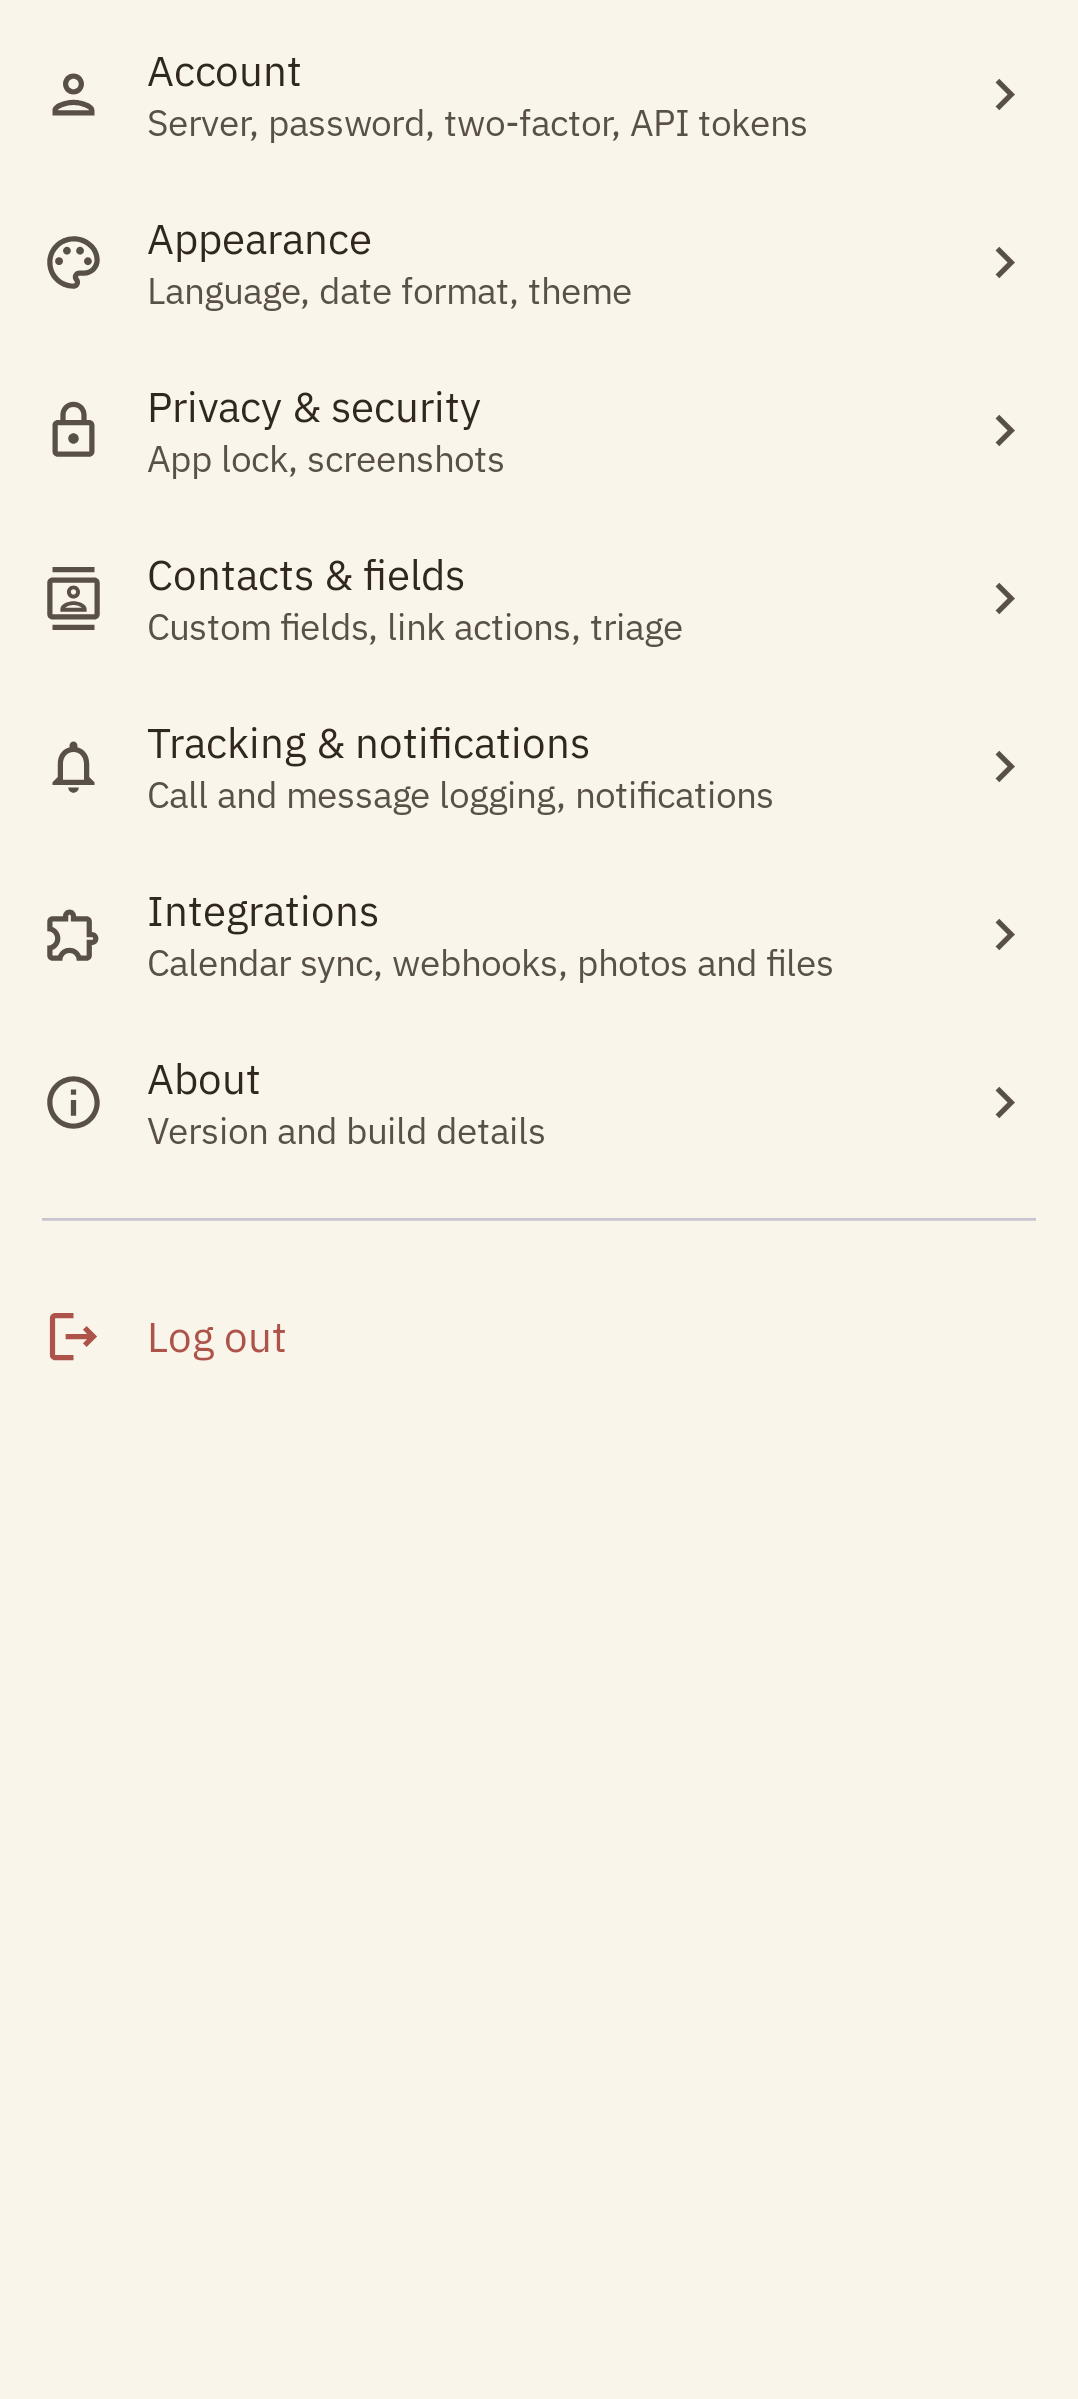 Account
Server, password, two-factor, API tokens
Appearance
Language, date format, theme
Privacy & security
App lock, screenshots
Contacts & fields
Custom fields, link actions, triage
Tracking & notifications
Call and message logging, notifications
Integrations
Calendar sync, webhooks, photos and files
About
Version and build details
Log out